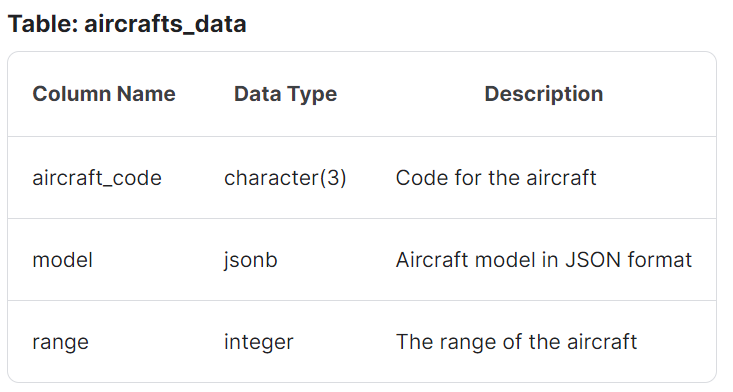 Table: aircrafts_data
Column Name Data Type Description
aircraft_code character(3) Code for the aircraft
model jsonb Aircraft model in JSON format
range integer The range of the aircraft